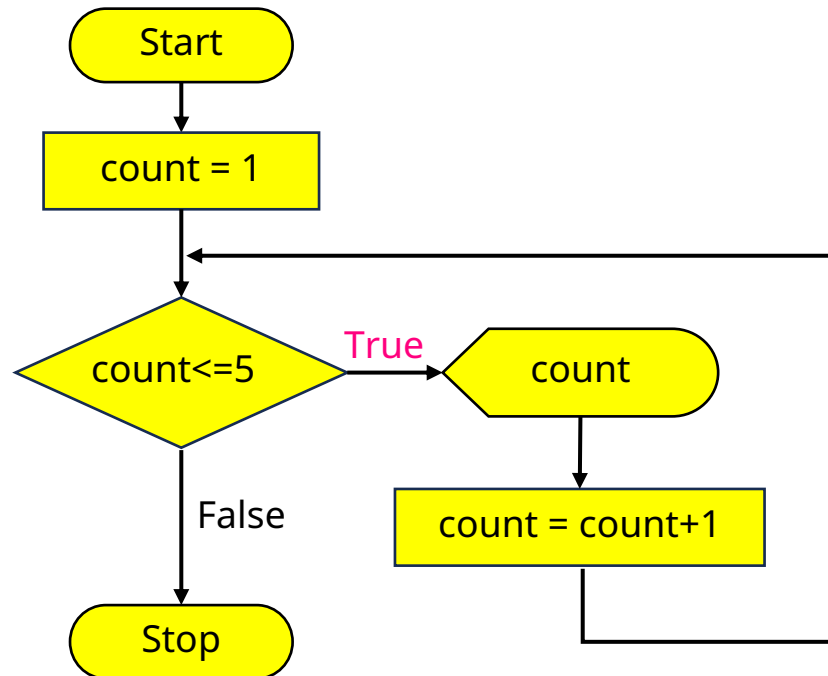 Start
count = 1
True
count<=5
count
False
count = count+1
Stop